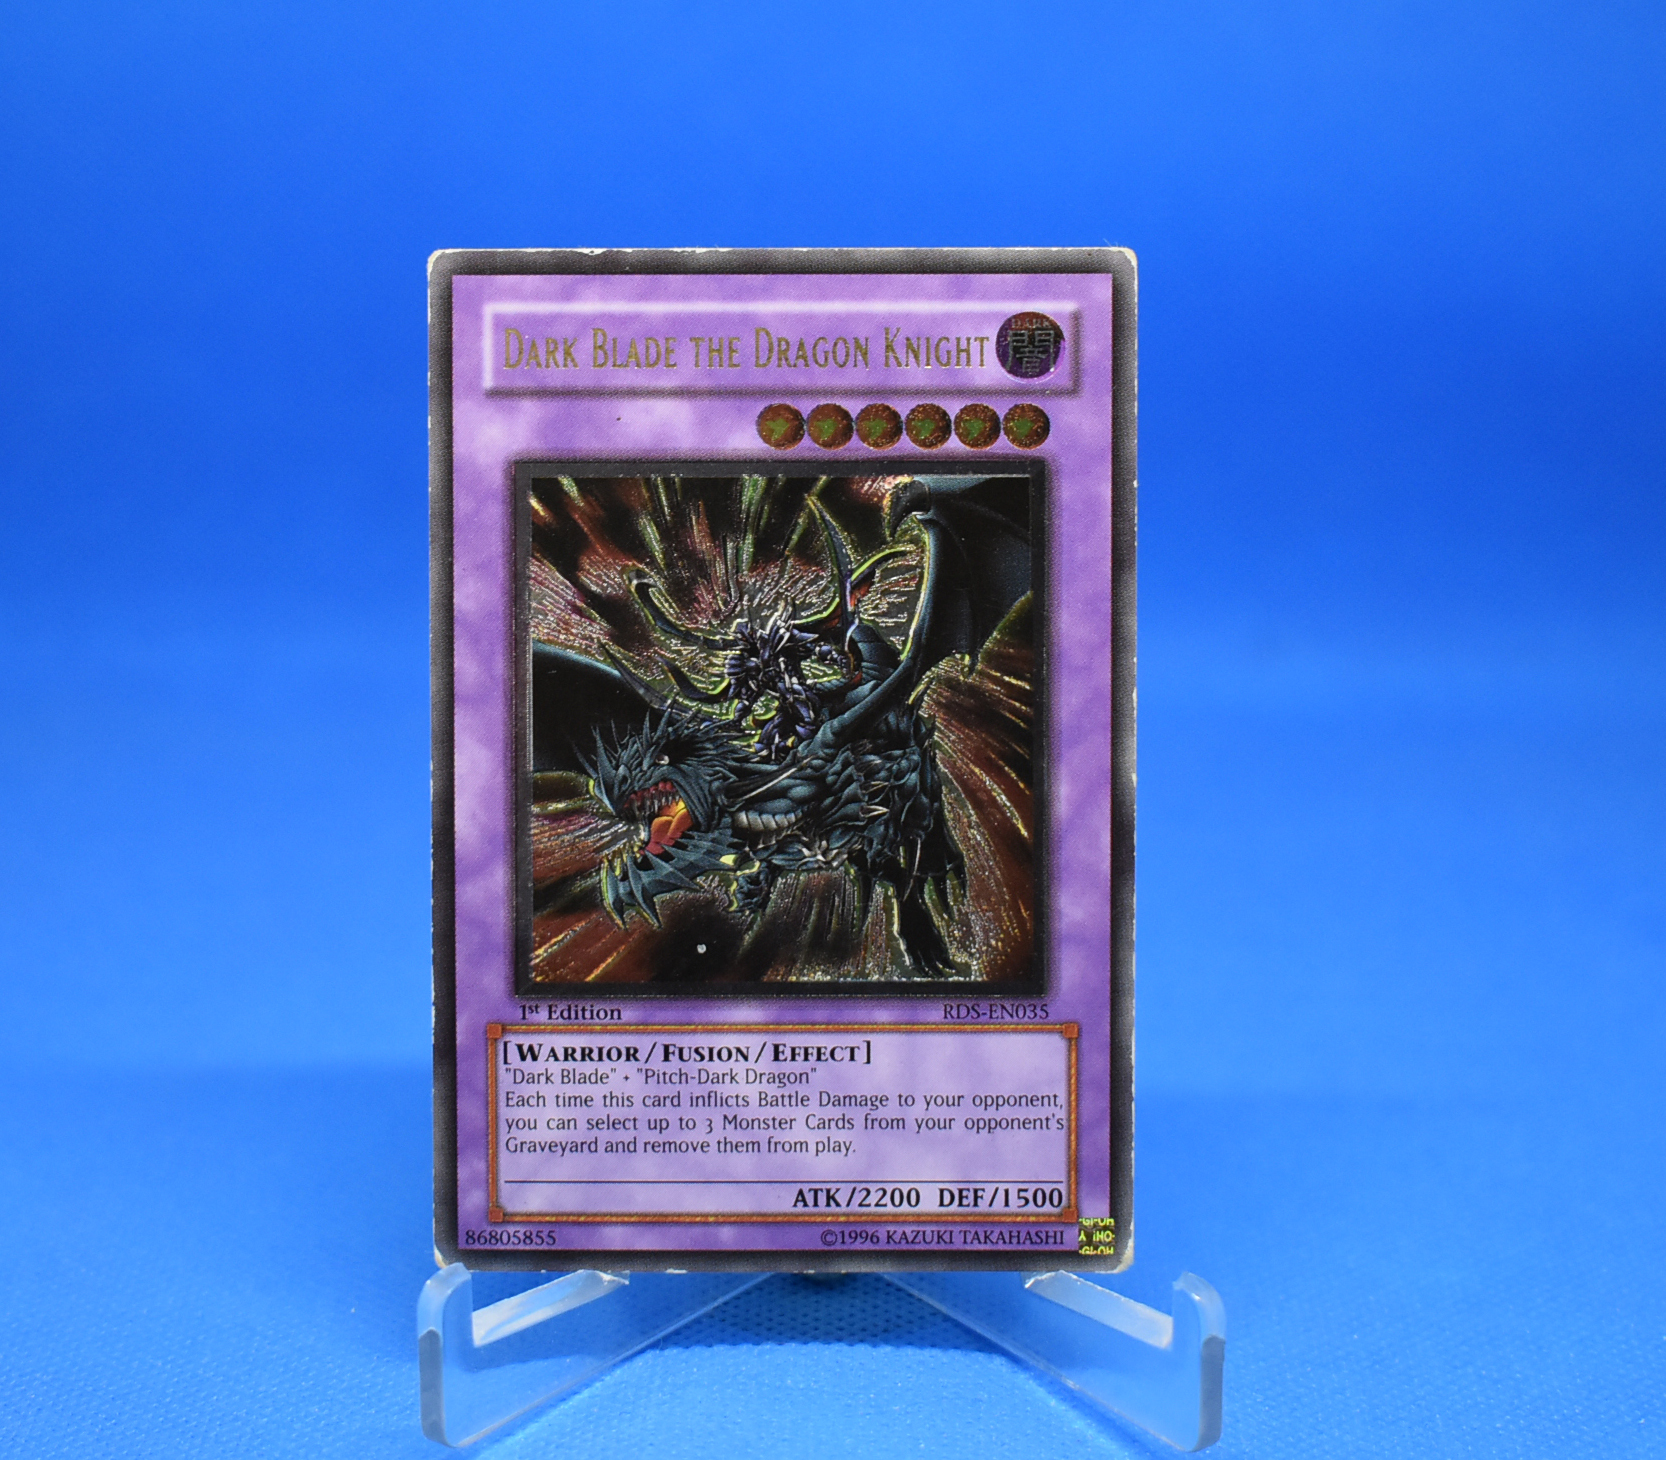 DARK BLADE THE DRAGON KNIGHT
DARK
闇
1st Edition
RDS-EN035
[WARRIOR/FUSION/EFFECT]
"Dark Blade" + "Pitch-Dark Dragon"
Each time this card inflicts Battle Damage to your opponent,
you can select up to 3 Monster Cards from your opponent's
Graveyard and remove them from play.
ATK/2200 DEF/1500
86805855
©1996 KAZUKI TAKAHASHI